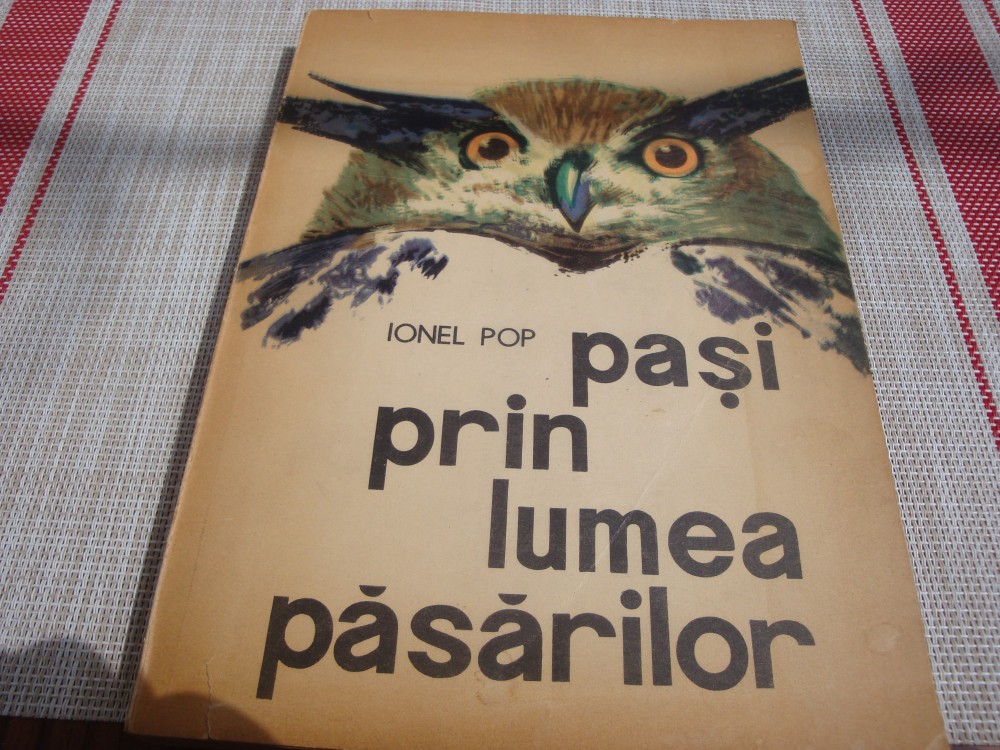 IONEL POP
pași
prin
lumea
păsărilor